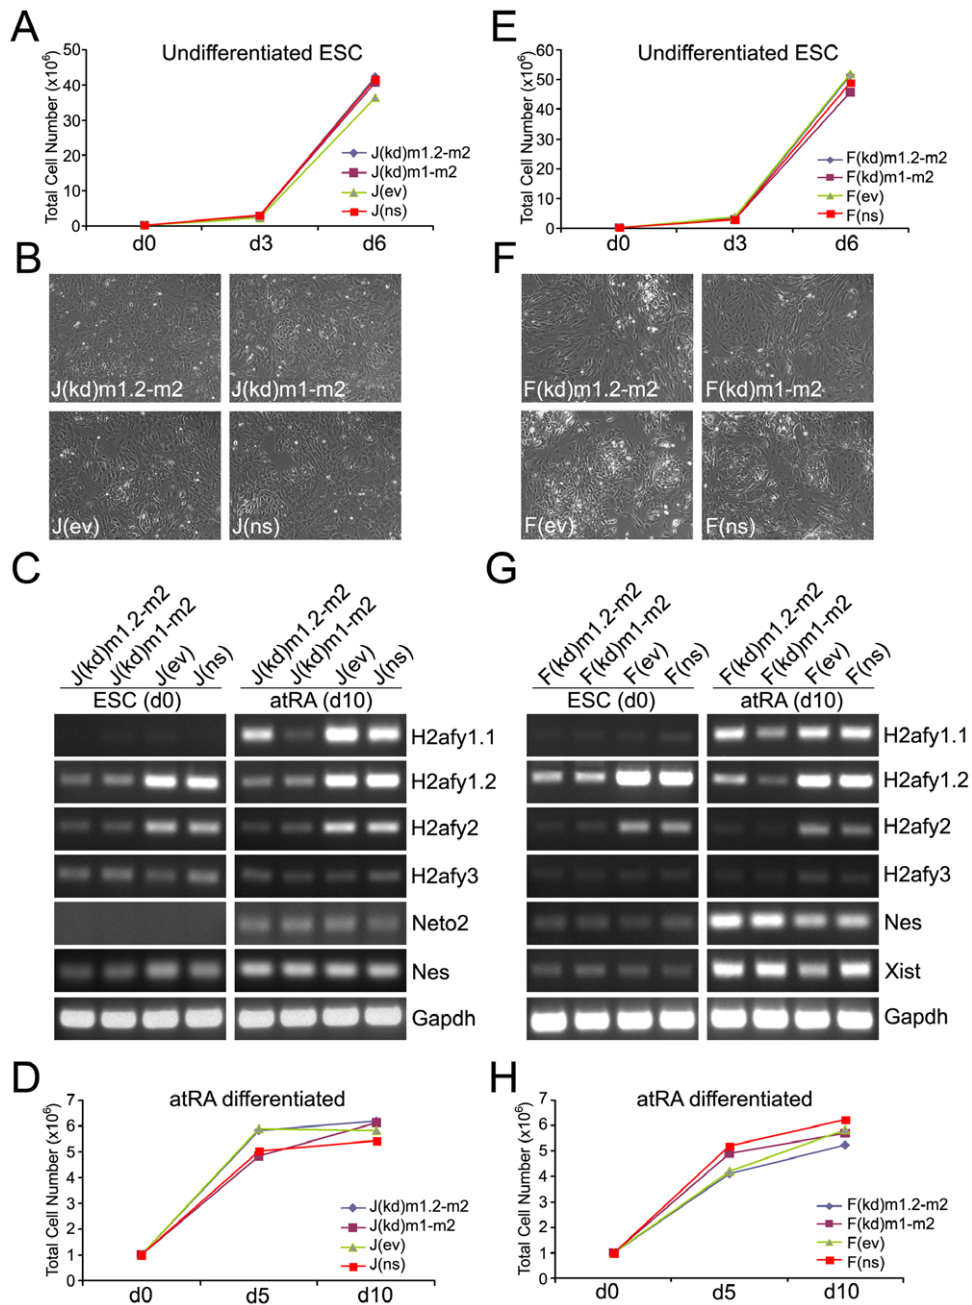 A
Undifferentiated ESC
Total Cell Number (x10⁶)
50
40
30
20
10
0
d0
d3
d6
J(kd)m1.2-m2
J(kd)m1-m2
J(ev)
J(ns)
E
Undifferentiated ESC
Total Cell Number (x10⁶)
60
50
40
30
20
10
0
d0
d3
d6
F(kd)m1.2-m2
F(kd)m1-m2
F(ev)
F(ns)
B
J(kd)m1.2-m2
J(kd)m1-m2
J(ev)
J(ns)
F
F(kd)m1.2-m2
F(kd)m1-m2
F(ev)
F(ns)
C
J(kd)m1.2-m2
J(kd)m1-m2
J(ev)
J(ns)
J(kd)m1.2-m2
J(kd)m1-m2
J(ev)
J(ns)
ESC (d0)
atRA (d10)
H2afy1.1
H2afy1.2
H2afy2
H2afy3
Neto2
Nes
Gapdh
G
F(kd)m1.2-m2
F(kd)m1-m2
F(ev)
F(ns)
F(kd)m1.2-m2
F(kd)m1-m2
F(ev)
F(ns)
ESC (d0)
atRA (d10)
H2afy1.1
H2afy1.2
H2afy2
H2afy3
Nes
Xist
Gapdh
D
atRA differentiated
Total Cell Number (x10⁶)
7
6
5
4
3
2
1
0
d0
d5
d10
J(kd)m1.2-m2
J(kd)m1-m2
J(ev)
J(ns)
H
atRA differentiated
Total Cell Number (x10⁶)
7
6
5
4
3
2
1
0
d0
d5
d10
F(kd)m1.2-m2
F(kd)m1-m2
F(ev)
F(ns)